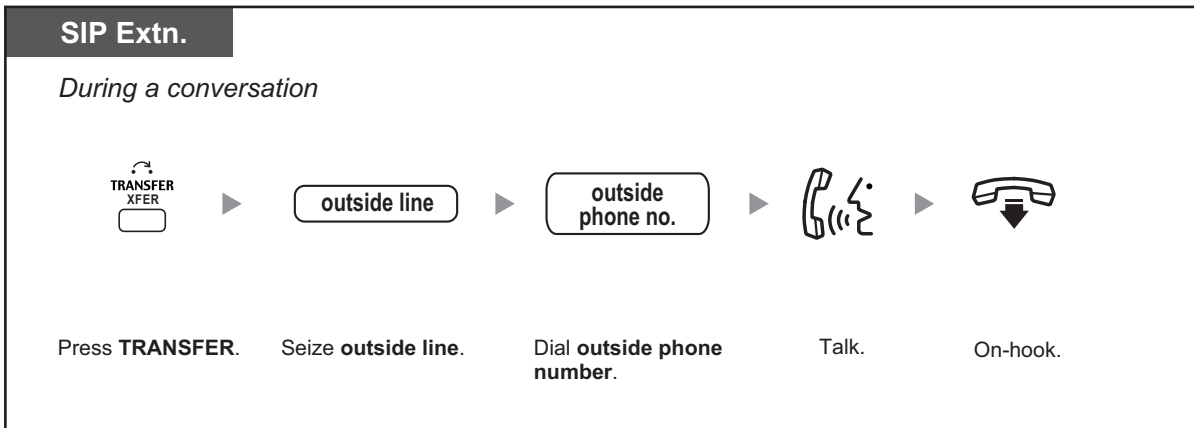 SIP Extn.
During a conversation
TRANSFER
XFER
outside line
outside
phone no.
Press TRANSFER.
Seize outside line.
Dial outside phone
number.
Talk.
On-hook.